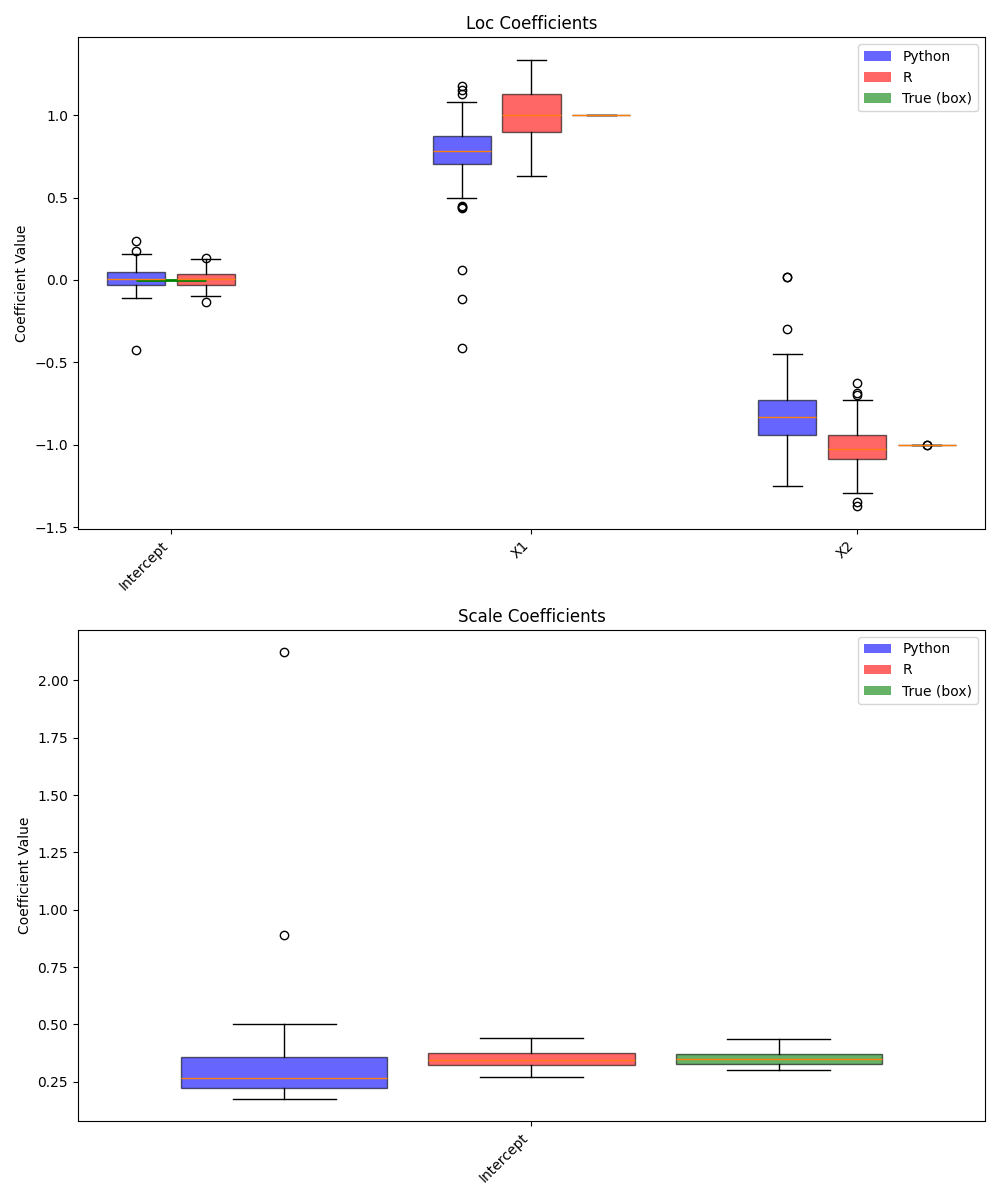 Loc Coefficients
Python
R
True (box)
1.0
0.5
0.0
−0.5
−1.0
−1.5
Coefficient Value
Intercept
X1
X2
Scale Coefficients
Python
R
True (box)
2.00
1.75
1.50
1.25
1.00
0.75
0.50
0.25
Coefficient Value
Intercept